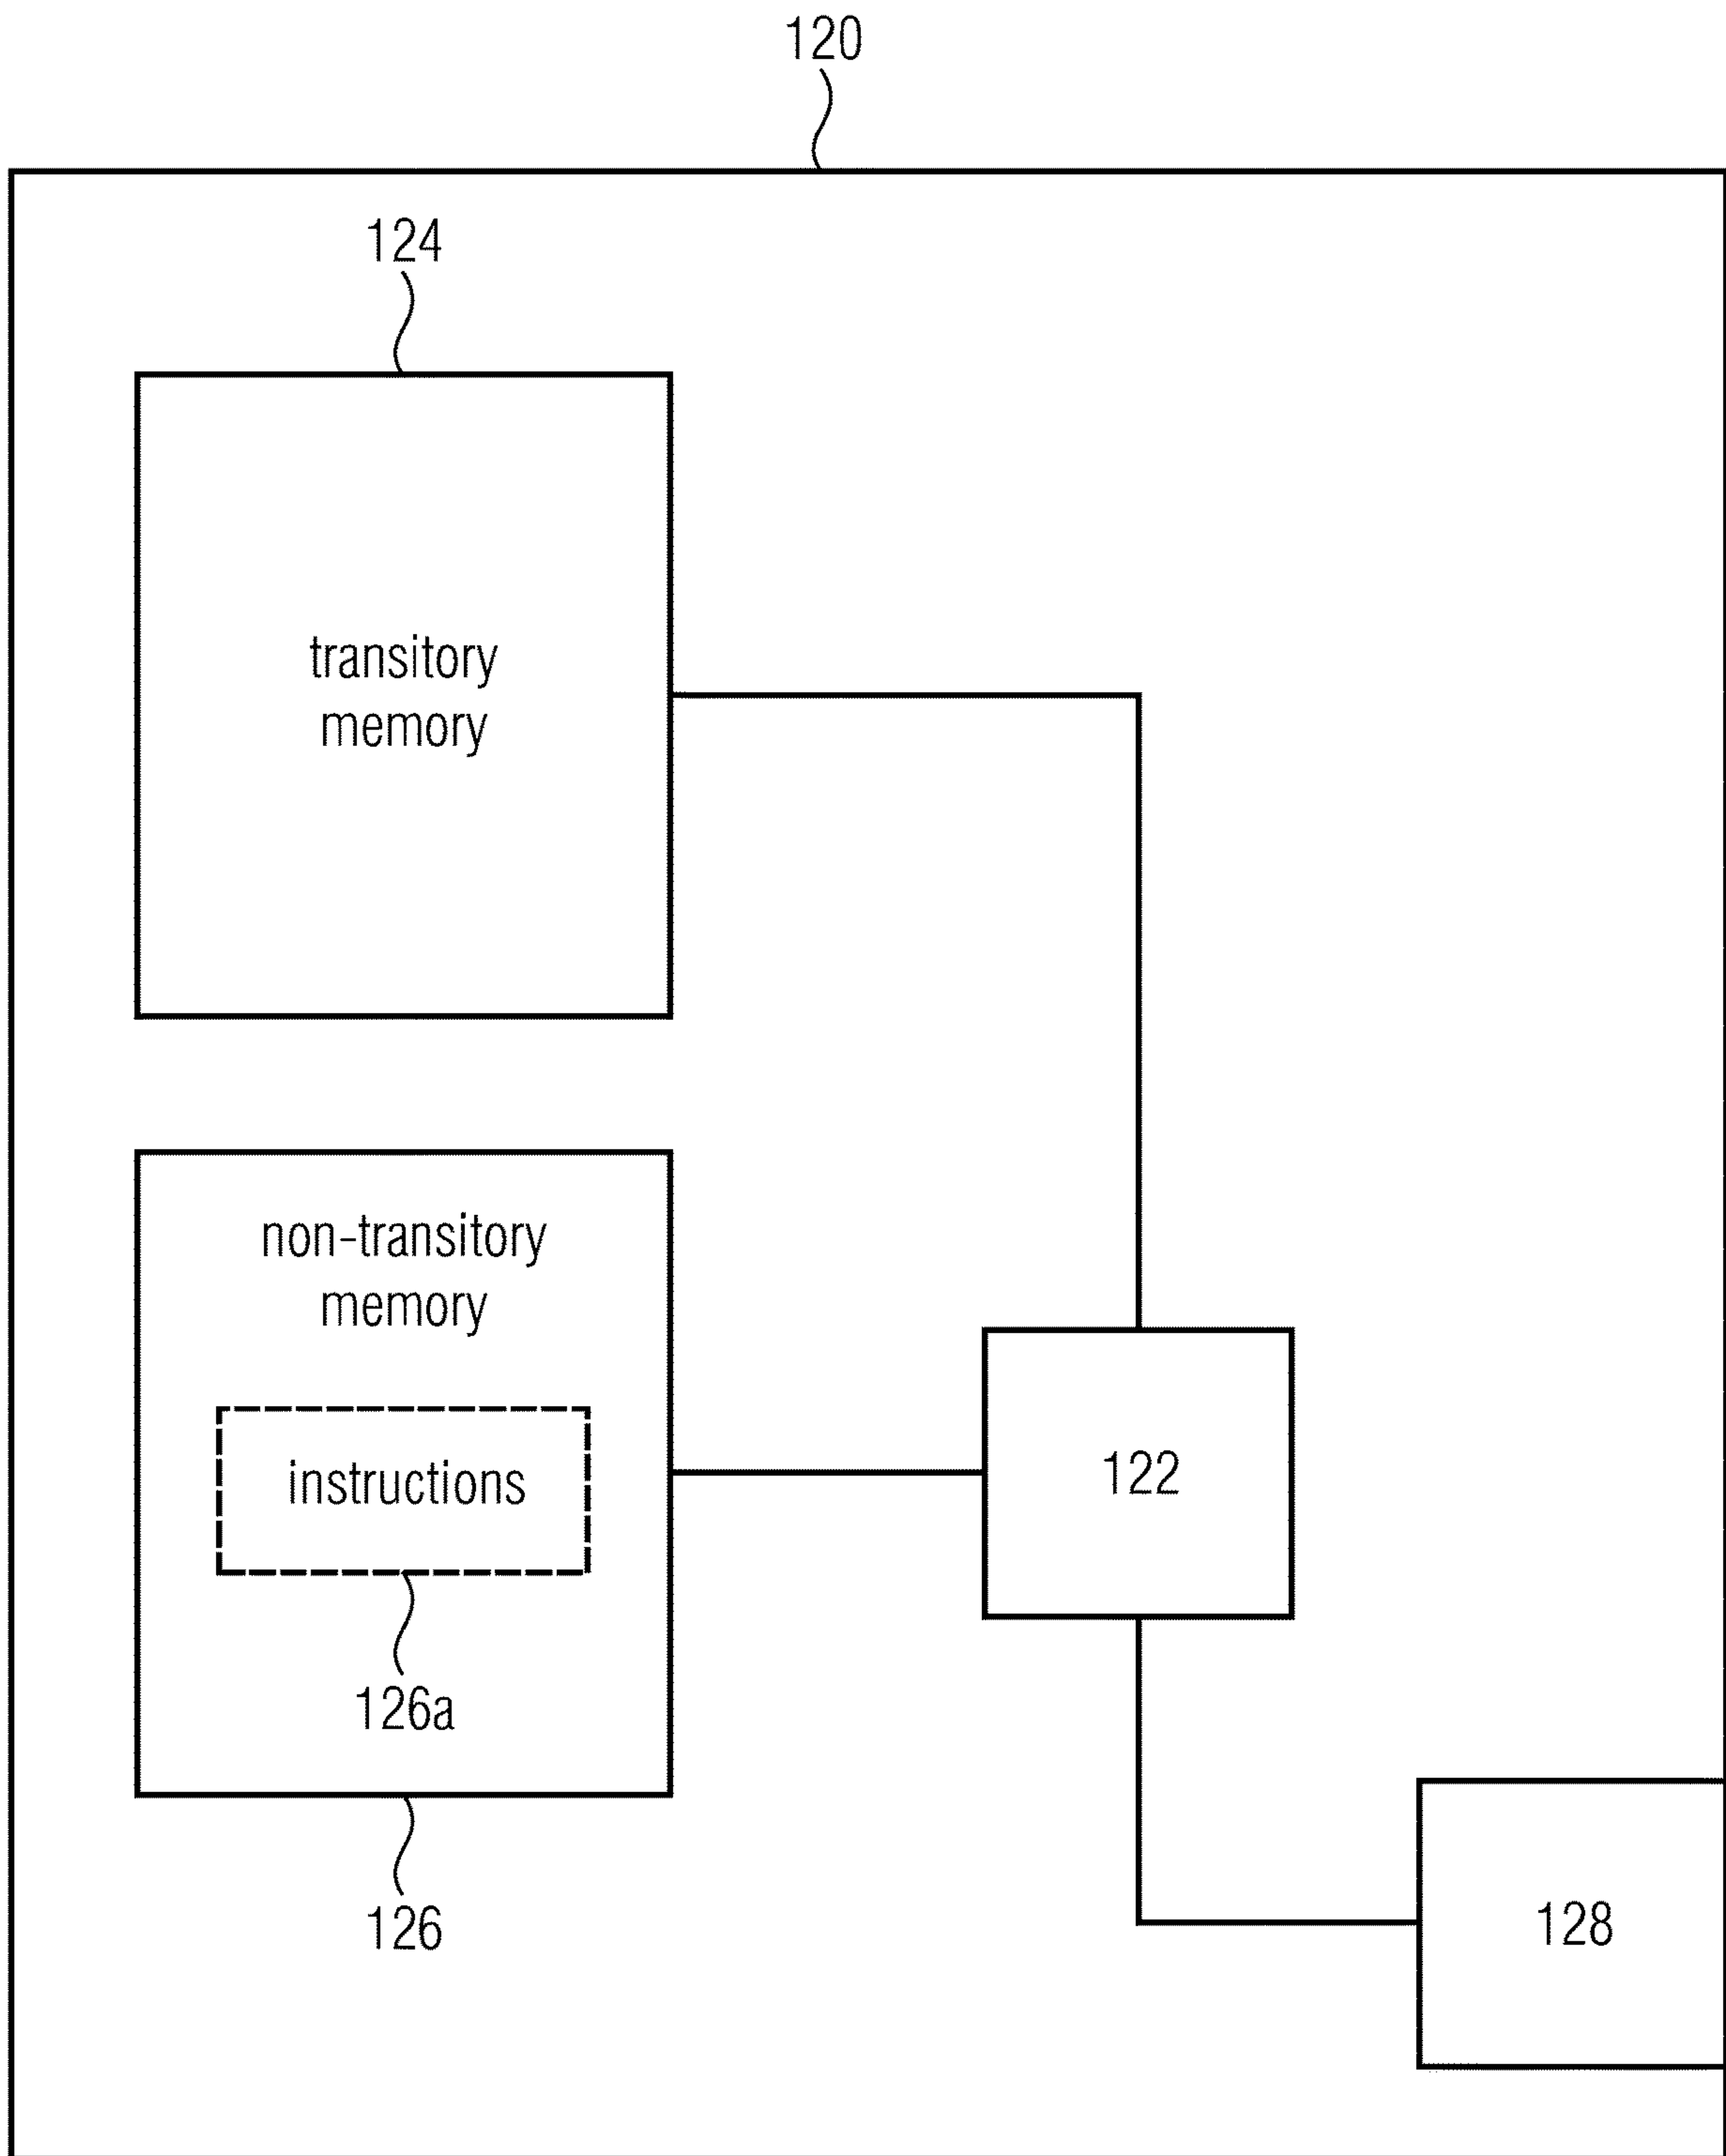 120
124
transitory
memory
non-transitory
memory
instructions
122
126a
126
128